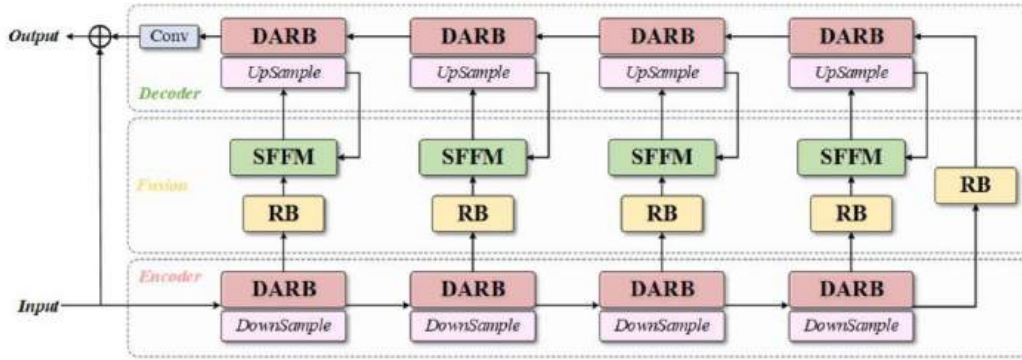 Output
Conv
DARB
DARB
DARB
DARB
UpSample
UpSample
UpSample
UpSample
Decoder
SFFM
SFFM
SFFM
SFFM
Fusion
RB
RB
RB
RB
RB
Encoder
Input
DARB
DARB
DARB
DARB
DownSample
DownSample
DownSample
DownSample